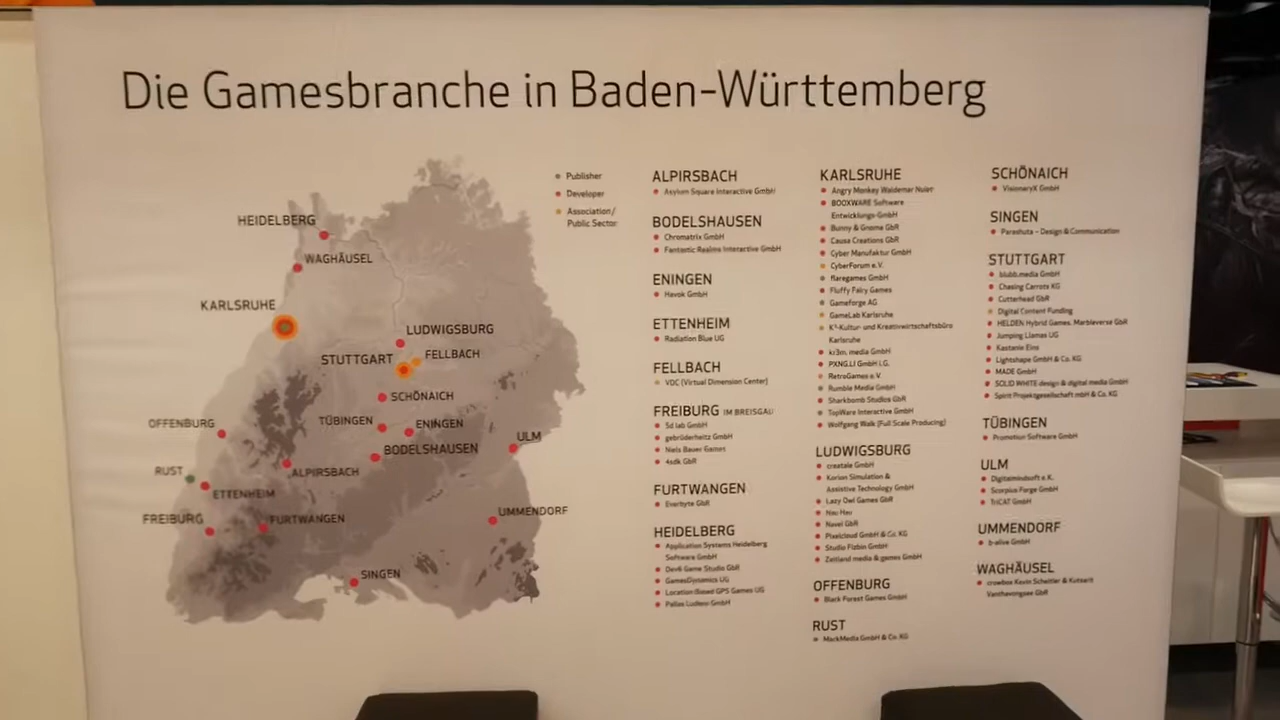 Die Gamesbranche in Baden-Württemberg
HEIDELBERG
WAGHÄUSEL
KARLSRUHE
LUDWIGSBURG
STUTTGART
FELLBACH
SCHÖNAICH
OFFENBURG
TÜBINGEN
ENINGEN
ULM
BODELSHAUSEN
RUST
ALPIRSBACH
ETTENHEIM
FREIBURG
FURTWANGEN
UMMENDORF
SINGEN
Publisher
Developer
Association/
Public Sector
ALPIRSBACH
Asylum Square Interactive GmbH
BODELSHAUSEN
Chromatrix GmbH
Fantastic Realms Interactive GmbH
ENINGEN
Havok GmbH
ETTENHEIM
Radiation Blue UG
FELLBACH
VDC (Virtual Dimension Center)
FREIBURG IM BREISGAU
5d lab GmbH
gebrüderheitz GmbH
Niels Bauer Games
4sdk GbR
FURTWANGEN
Everbyte GbR
HEIDELBERG
Application Systems Heidelberg
Software GmbH
Dev6 Game Studio GbR
GamesDynamics UG
Location Based GPS Games UG
Pallas Ludens GmbH
KARLSRUHE
Angry Monkey Waldemar
BOOXWARE Software
Entwicklungs-GmbH
Bunny & Gnome GbR
Causa Creations GbR
Cyber Manufaktur GmbH
CyberForum e.V.
flaregames GmbH
Fluffy Fairy Games
Gameforge AG
GameLab Karlsruhe
K³-Kultur- und Kreativwirtschaftsbüro
Karlsruhe
kr3m. media GmbH
PXNG.LI GmbH i.G.
RetroGames e.V.
Rumble Media GmbH
Sharkbomb Studios GbR
TopWare Interactive GmbH
Wolfgang Walk (Full Scale Producing)
LUDWIGSBURG
creatale GmbH
Korion Simulation &
Assistive Technology GmbH
Lazy Owl Games GbR
Nau Hau
Navel GbR
Pixelcloud GmbH & Co. KG
Studio Fizbin GmbH
Zeitland media & games GmbH
OFFENBURG
Black Forest Games GmbH
RUST
MackMedia GmbH & Co. KG
SCHÖNAICH
VisionaryX GmbH
SINGEN
Parashuta - Design & Communication
STUTTGART
blubb.media GmbH
Chasing Carrots KG
Cutterhead GbR
Digital Content Funding
HELDEN Hybrid Games, Marbleverse GbR
Jumping Llamas UG
Kastanie Eins
Lightshape GmbH & Co. KG
MADE GmbH
SOLID WHITE design & digital media GmbH
Spirit Projektgesellschaft mbH & Co. KG
TÜBINGEN
Promotion Software GmbH
ULM
Digitalmindsoft e.K.
Scorpius Forge GmbH
TriCAT GmbH
UMMENDORF
b-alive GmbH
WAGHÄUSEL
crowbox Kevin Scheitler & Kutsarit
Vanthavongsee GbR